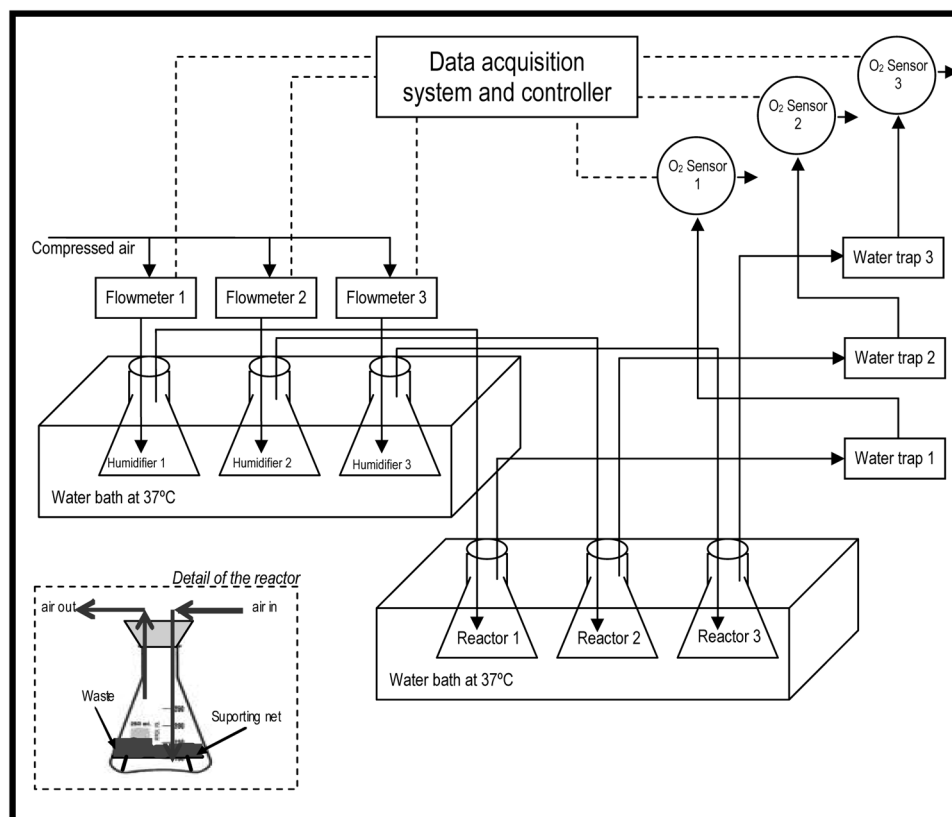 Data acquisition
system and controller
O₂ Sensor
3
O₂ Sensor
2
O₂ Sensor
1
Compressed air
Flowmeter 1
Flowmeter 2
Flowmeter 3
Water trap 3
Water trap 2
Water trap 1
Humidifier 1
Humidifier 2
Humidifier 3
Water bath at 37ºC
Detail of the reactor
air out
air in
Waste
Suporting net
Reactor 1
Reactor 2
Reactor 3
Water bath at 37ºC